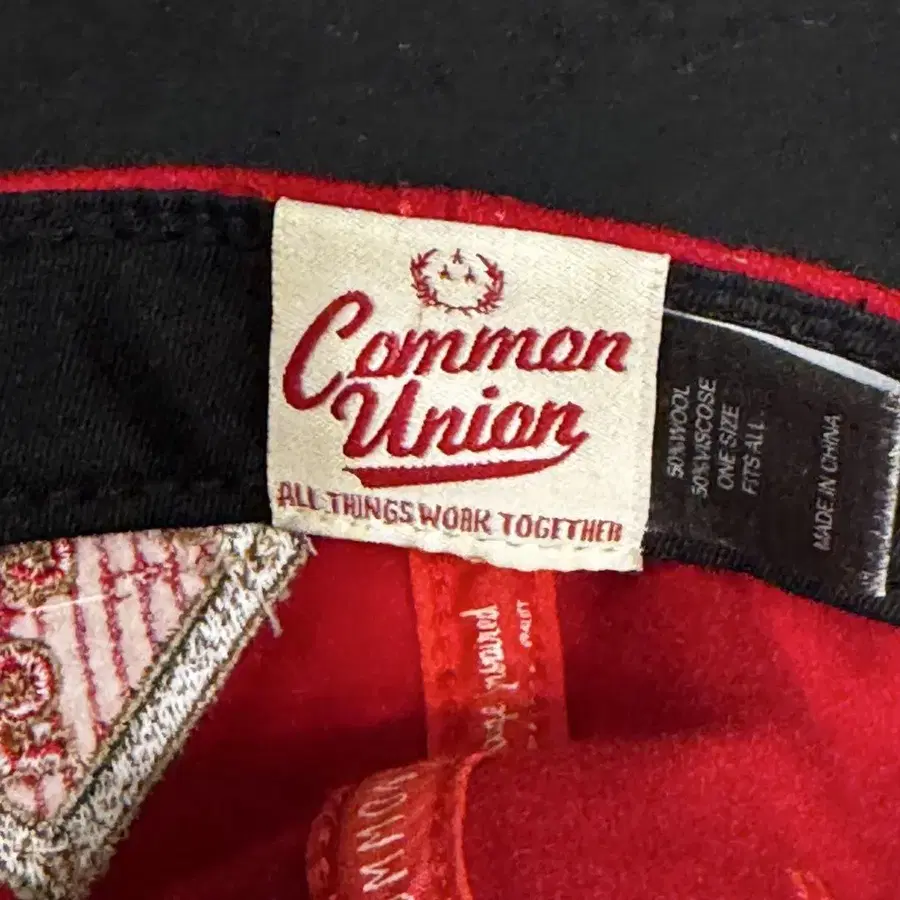 Common
Union
ALL THINGS WORK TOGETHER
50% WOOL
50% VISCOSE
ONE SIZE
FITS ALL
MADE IN CHINA